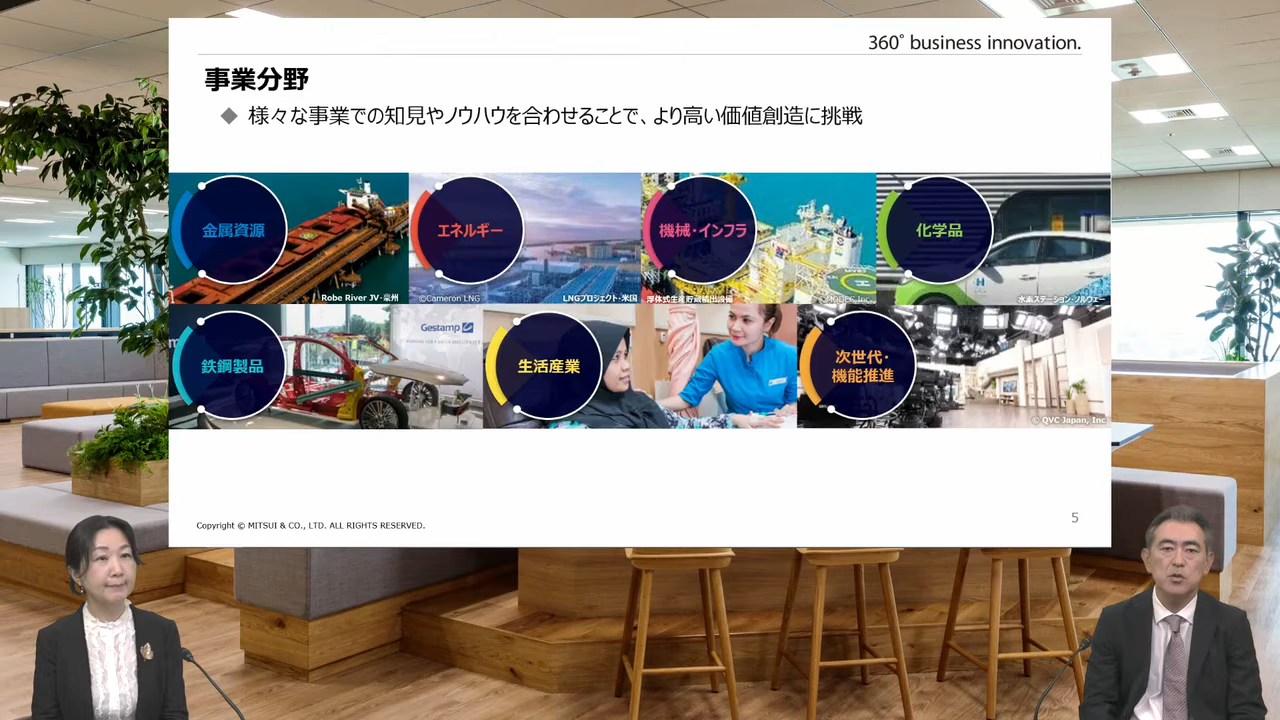 360° business innovation.
事業分野
◆ 様々な事業での知見やノウハウを合わせることで、より高い価値創造に挑戦
金属資源
エネルギー
機械・インフラ
化学品
Robe River JV・豪州
©Cameron LNG
LNGプロジェクト・米国
浮体式生産貯蔵積出設備
©MODEC, Inc.
水素ステーション・ノルウェー
鉄鋼製品
Gestamp
生活産業
次世代・
機能推進
© QVC Japan, Inc
Copyright © MITSUI & CO., LTD. ALL RIGHTS RESERVED.
5